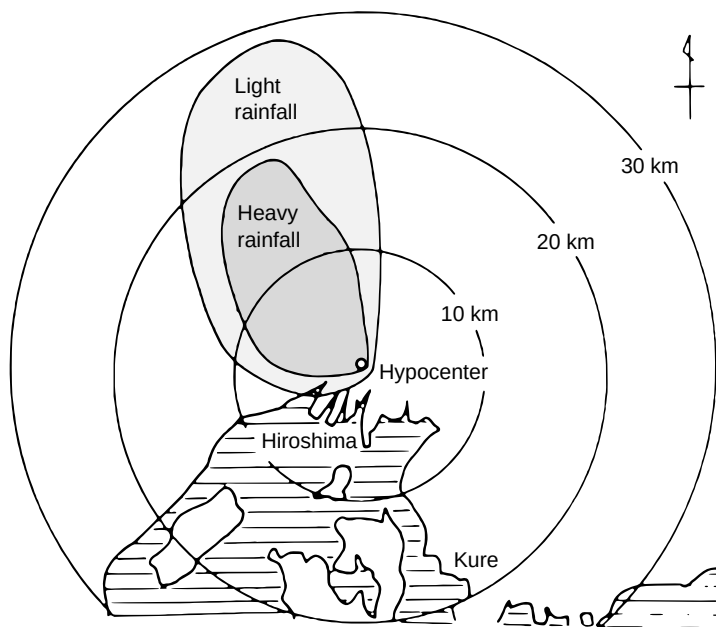 Light
rainfall
30 km
Heavy
rainfall
20 km
10 km
Hypocenter
Hiroshima
Kure